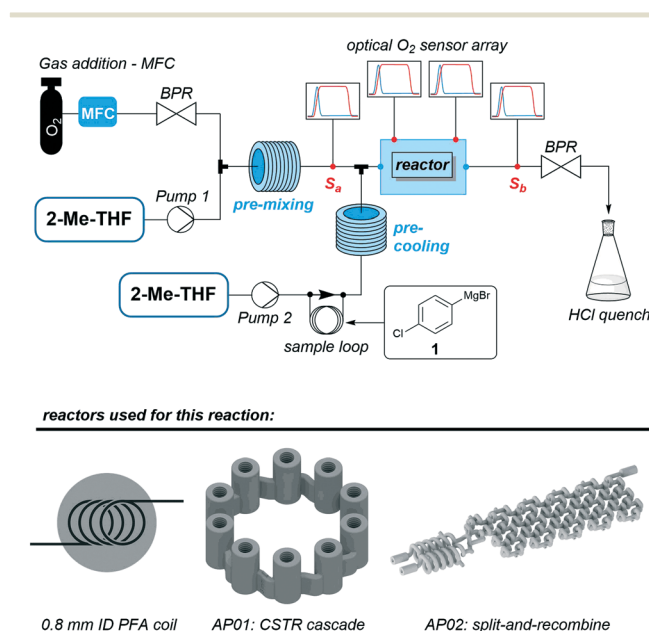 optical O2 sensor array
Gas addition - MFC
BPR
O2
MFC
BPR
reactor
Sa
Sb
Pump 1
pre-mixing
2-Me-THF
pre-
cooling
2-Me-THF
MgBr
Pump 2
Cl
HCl quench
sample loop
1
reactors used for this reaction:
0.8 mm ID PFA coil
AP01: CSTR cascade
AP02: split-and-recombine